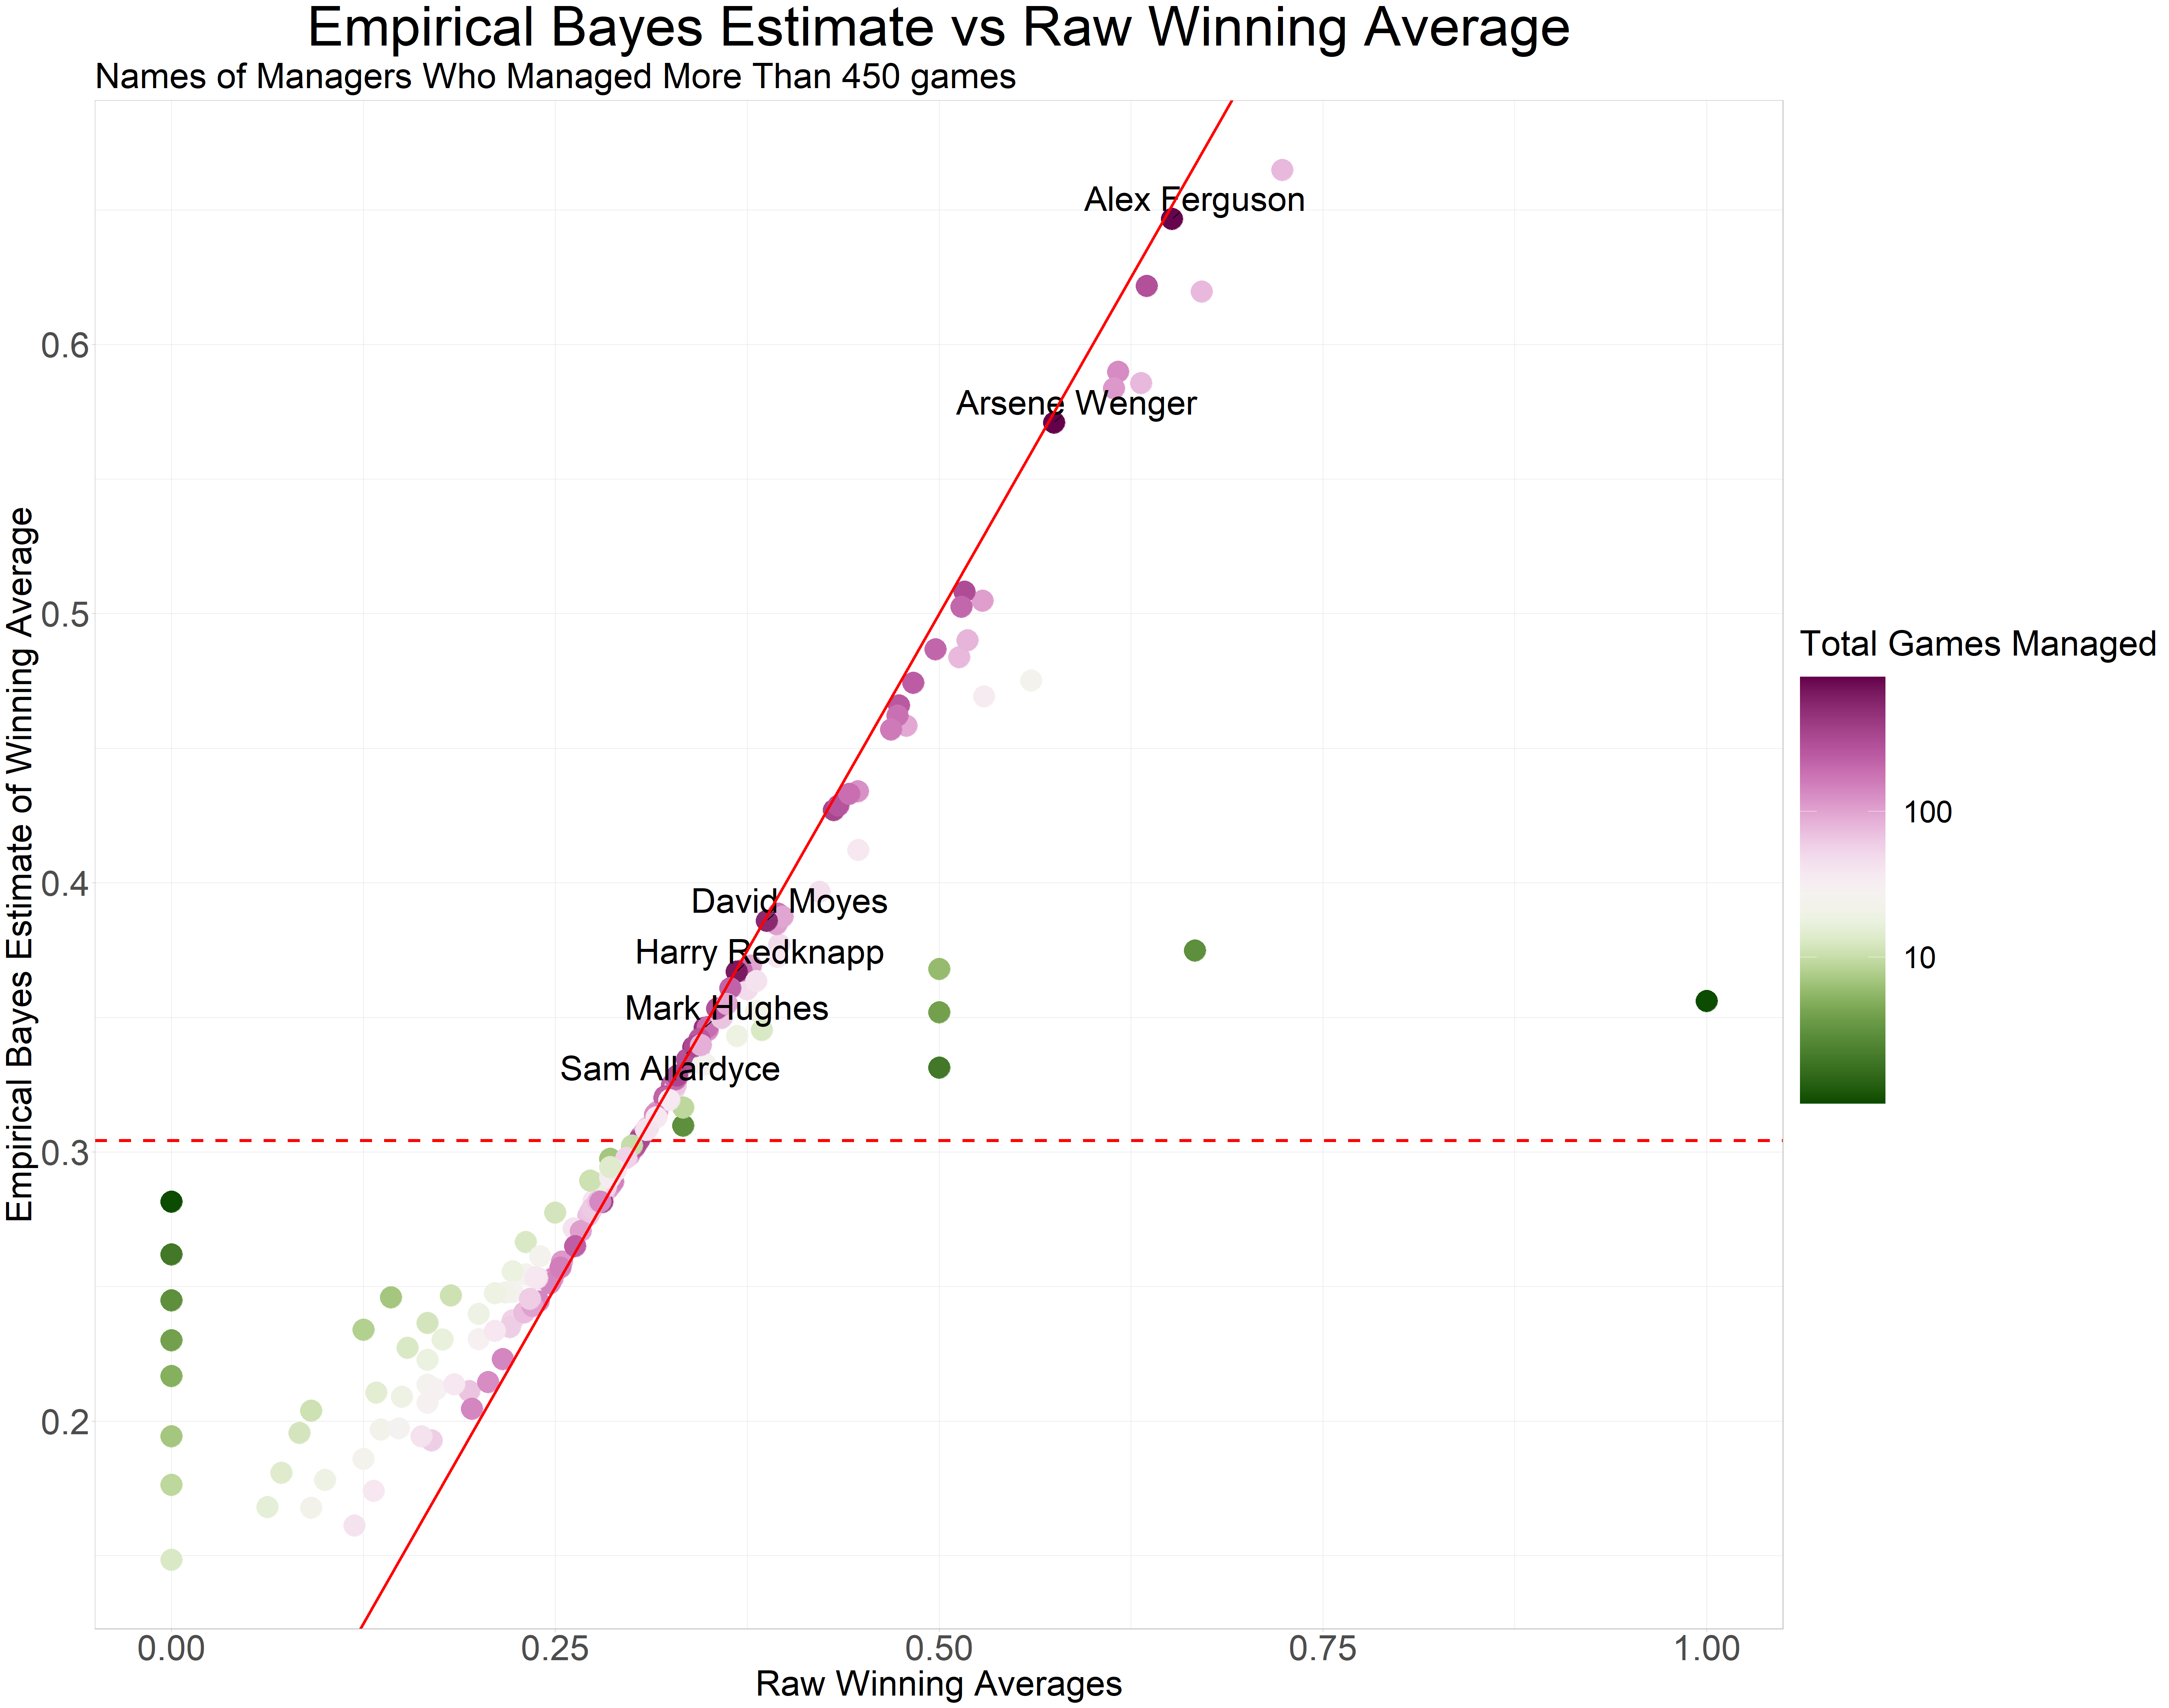 Empirical Bayes Estimate vs Raw Winning Average
Names of Managers Who Managed More Than 450 games
Empirical Bayes Estimate of Winning Average
0.6
0.5
0.4
0.3
0.2
Alex Ferguson
Arsene Wenger
David Moyes
Harry Redknapp
Mark Hughes
Sam Allardyce
0.00
0.25
0.50
0.75
1.00
Raw Winning Averages
Total Games Managed
100
10